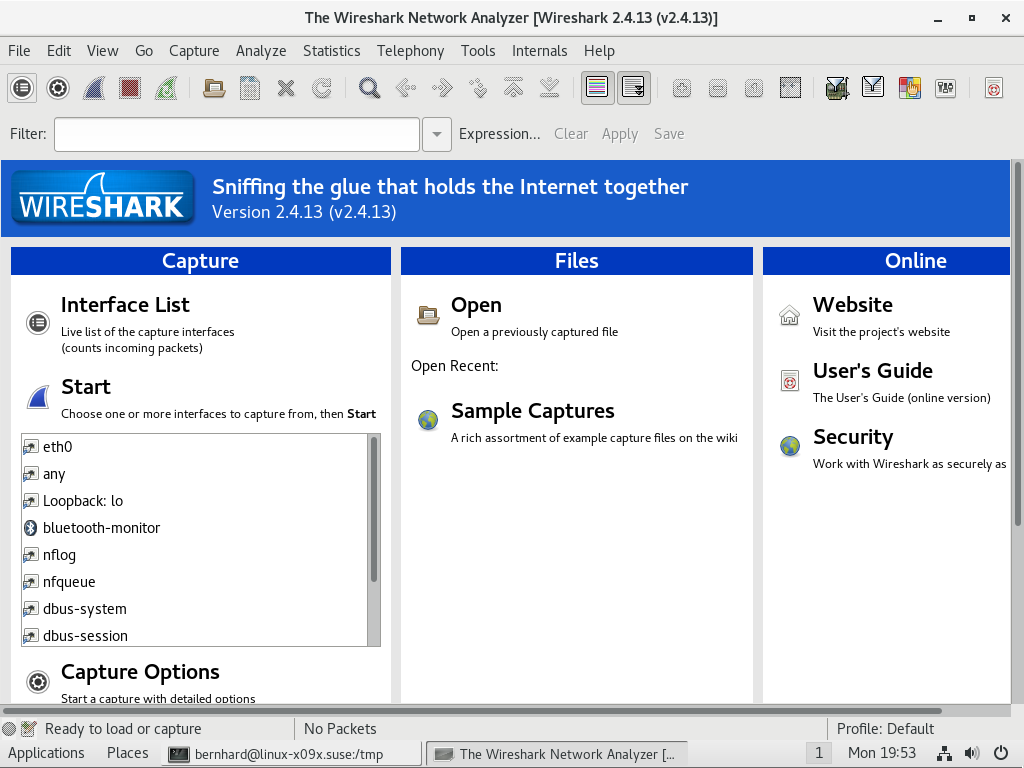 The Wireshark Network Analyzer [Wireshark 2.4.13 (v2.4.13)]
File Edit View Go Capture Analyze Statistics Telephony Tools Internals Help
Filter: Expression... Clear Apply Save
WIRESHARK
Sniffing the glue that holds the Internet together
Version 2.4.13 (v2.4.13)
Capture
Interface List
Live list of the capture interfaces
(counts incoming packets)
Start
Choose one or more interfaces to capture from, then Start
eth0
any
Loopback: lo
bluetooth-monitor
nflog
nfqueue
dbus-system
dbus-session
Capture Options
Start a capture with detailed options
Files
Open
Open a previously captured file
Open Recent:
Sample Captures
A rich assortment of example capture files on the wiki
Online
Website
Visit the project's website
User's Guide
The User's Guide (online version)
Security
Work with Wireshark as securely as
Ready to load or capture No Packets Profile: Default
Applications Places bernhard@linux-x09x.suse:/tmp The Wireshark Network Analyzer [... 1 Mon 19:53